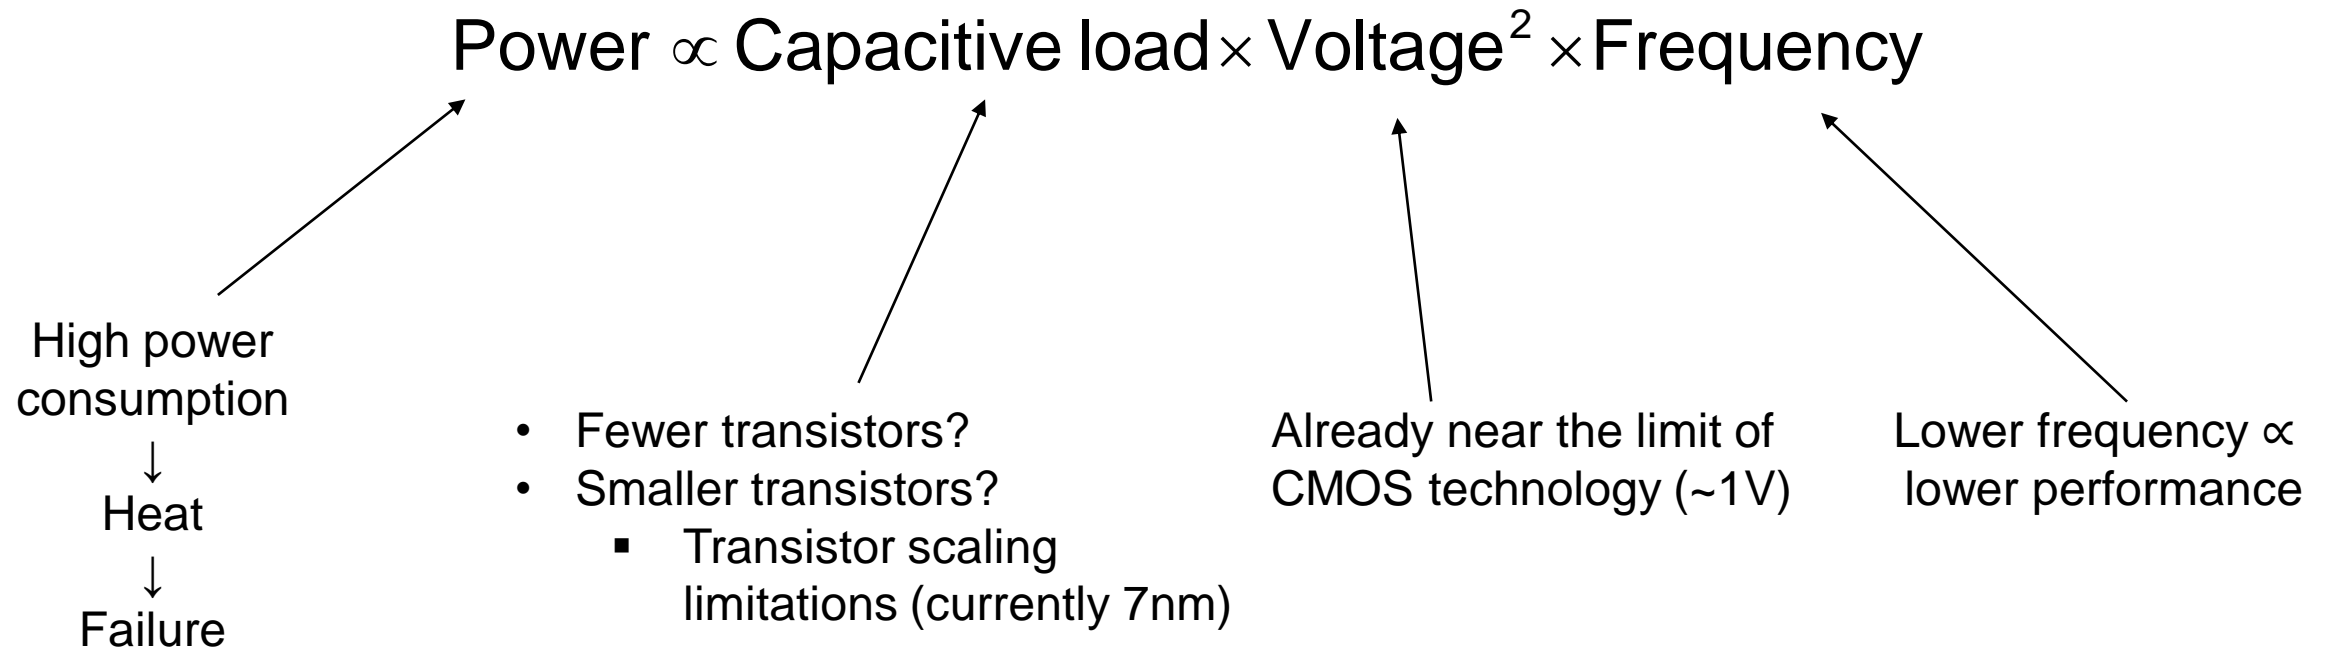 Power ∝ Capacitive load × Voltage² × Frequency
High power
consumption
↓
Heat
↓
Failure
• Fewer transistors?
• Smaller transistors?
▪ Transistor scaling
limitations (currently 7nm)
Already near the limit of
CMOS technology (~1V)
Lower frequency ∝
lower performance